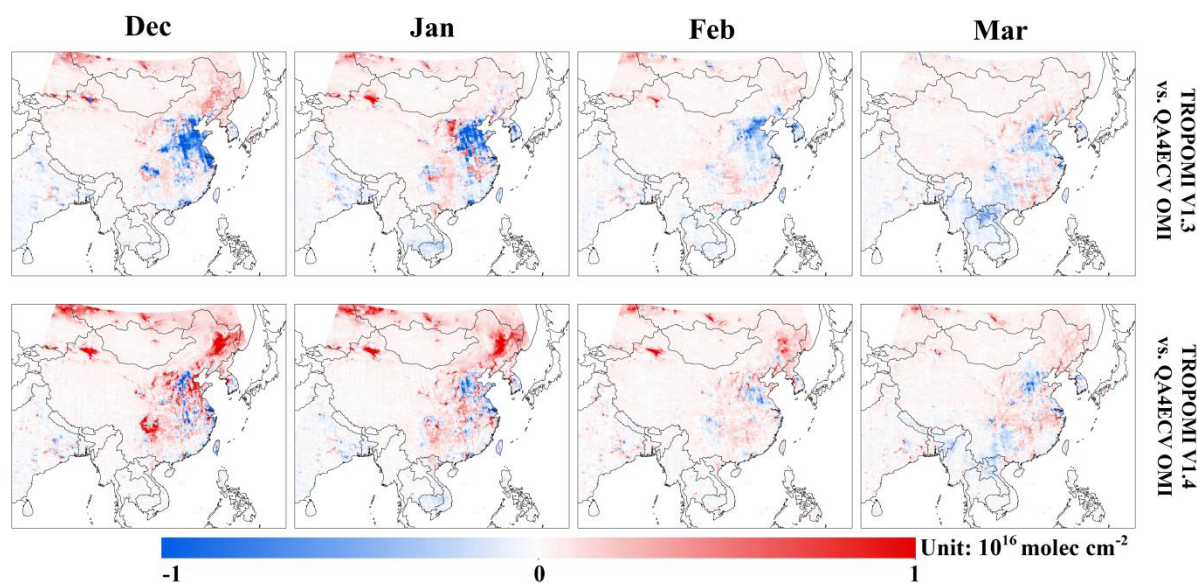 Dec
Jan
Feb
Mar
TROPOMI V1.3
vs. QA4ECV OMI
TROPOMI V1.4
vs. QA4ECV OMI
Unit: 10¹⁶ molec cm⁻²
-1
0
1